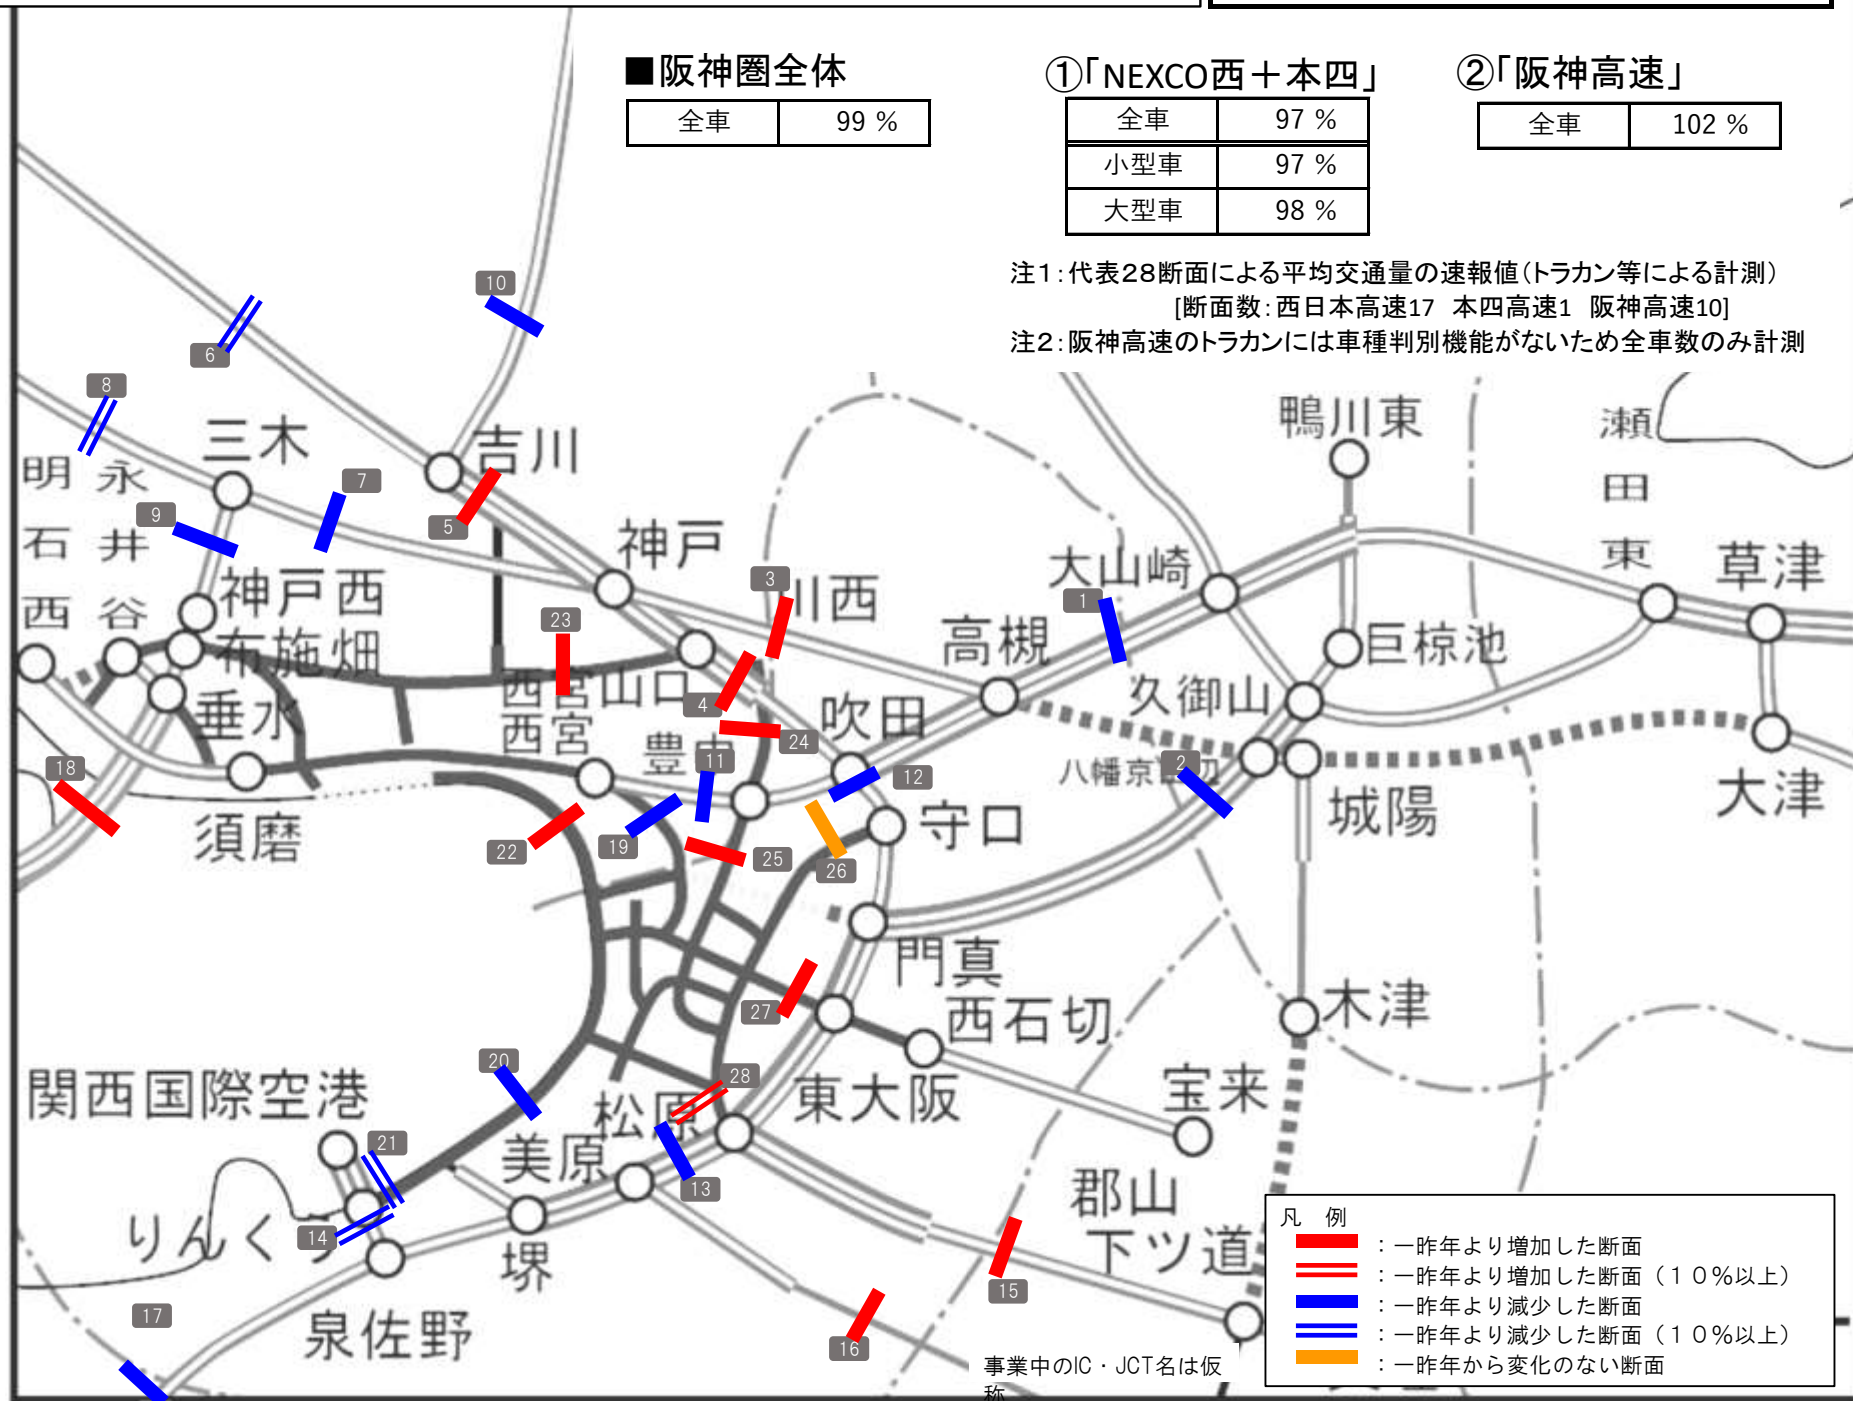 ■阪神圏全体
全車 99 %
①「NEXCO西＋本四」
全車 97 %
小型車 97 %
大型車 98 %
②「阪神高速」
全車 102 %
注1：代表28断面による平均交通量の速報値（トラカン等による計測）
[断面数：西日本高速17 本四高速1 阪神高速10]
注2：阪神高速のトラカンには車種判別機能がないため全車数のみ計測
10
6
8
三木
吉川
鴨川東
瀬田東
明石西
永井谷
7
9
5
神戸
大山崎
草津
3
川西
神戸西
1
23
高槻
巨椋池
布施畑
西宮山口
4
久御山
垂水
西宮
吹田
豊中
24
11
18
12
八幡京田辺
2
大津
城陽
須磨
守口
22
19
25
26
門真
27
西石切
木津
20
28
関西国際空港
松原
東大阪
宝来
21
美原
13
郡山
りんくう
14
下ツ道
堺
15
17
泉佐野
16
事業中のIC・JCT名は仮
称
凡 例
：一昨年より増加した断面
：一昨年より増加した断面（１０％以上）
：一昨年より減少した断面
：一昨年より減少した断面（１０％以上）
：一昨年から変化のない断面